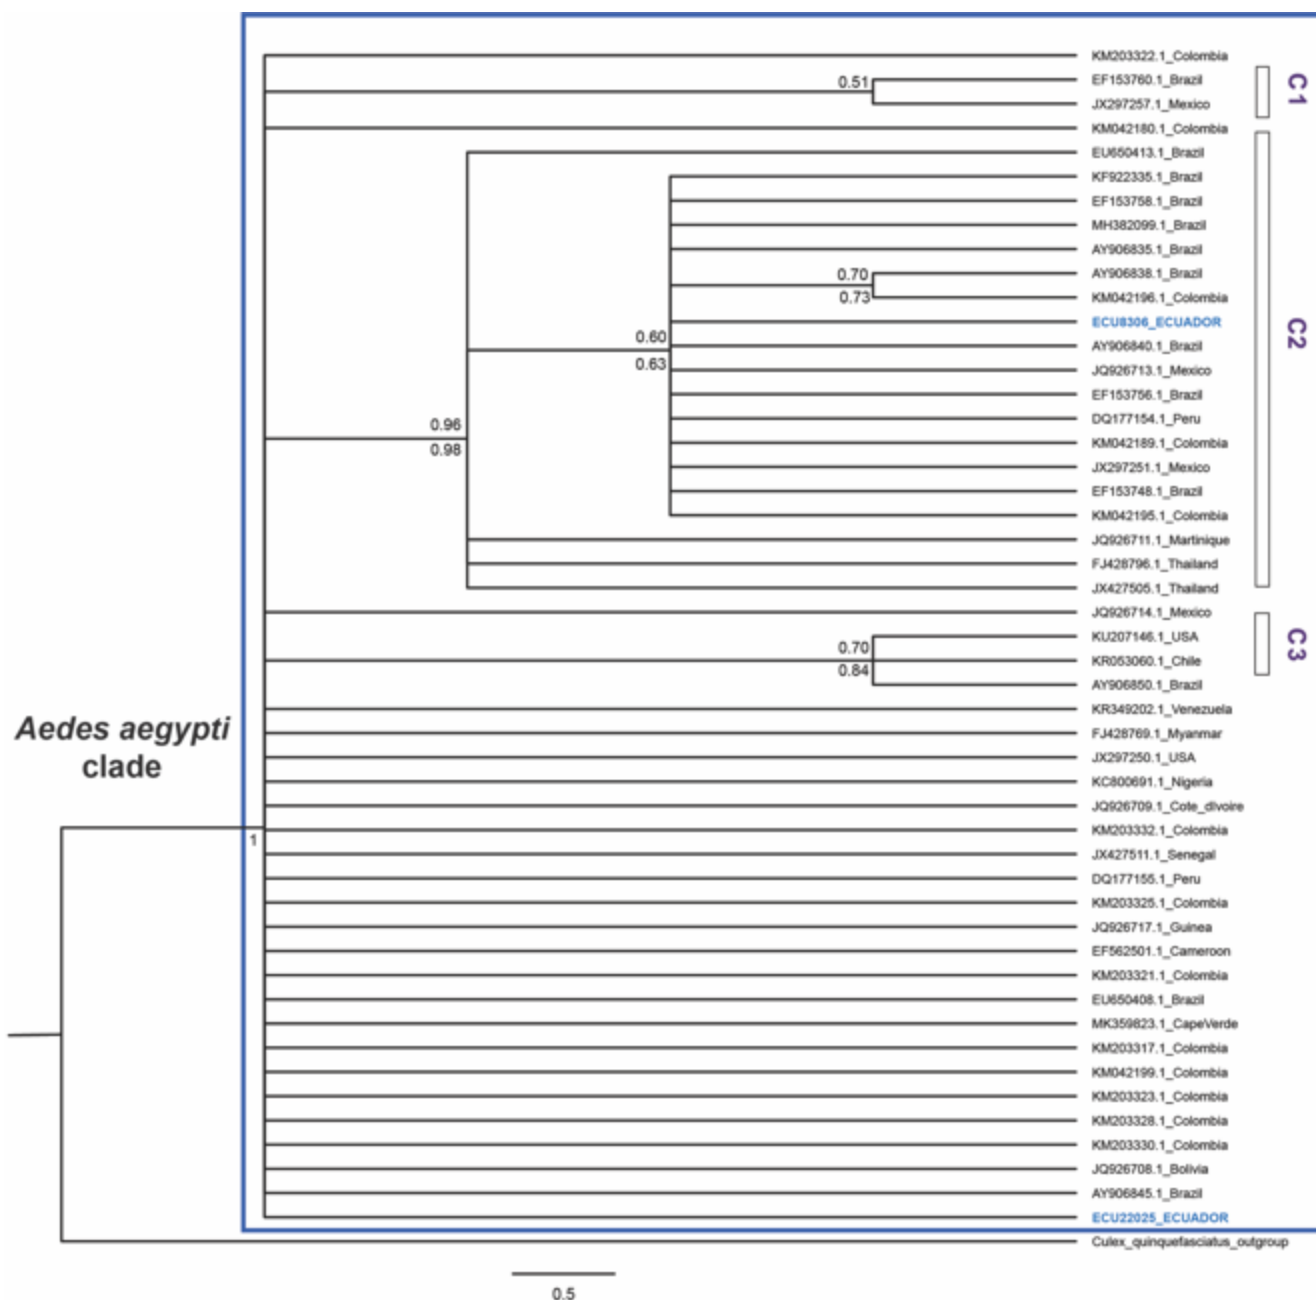 KM203322.1_Colombia
0.51
EF153760.1_Brazil
C1
JX297257.1_Mexico
KM042180.1_Colombia
EU650413.1_Brazil
KF922335.1_Brazil
EF153758.1_Brazil
MH382099.1_Brazil
AY906835.1_Brazil
0.70
AY906838.1_Brazil
0.73
KM042196.1_Colombia
ECU8306_ECUADOR
C2
0.60
AY906840.1_Brazil
0.63
JQ926713.1_Mexico
EF153756.1_Brazil
0.96
DQ177154.1_Peru
0.98
KM042189.1_Colombia
JX297251.1_Mexico
EF153748.1_Brazil
KM042195.1_Colombia
JQ926711.1_Martinique
FJ428796.1_Thailand
JX427505.1_Thailand
JQ926714.1_Mexico
KU207146.1_USA
C3
0.70
KR053060.1_Chile
0.84
AY906850.1_Brazil
KR349202.1_Venezuela
Aedes aegypti
clade
FJ428769.1_Myanmar
JX297250.1_USA
KC800691.1_Nigeria
JQ926709.1_Cote_dIvoire
KM203332.1_Colombia
1
JX427511.1_Senegal
DQ177155.1_Peru
KM203325.1_Colombia
JQ926717.1_Guinea
EF562501.1_Cameroon
KM203321.1_Colombia
EU650408.1_Brazil
MK359823.1_CapeVerde
KM203317.1_Colombia
KM042199.1_Colombia
KM203323.1_Colombia
KM203328.1_Colombia
KM203330.1_Colombia
JQ926708.1_Bolivia
AY906845.1_Brazil
ECU22025_ECUADOR
Culex_quinquefasciatus_outgroup
0.5